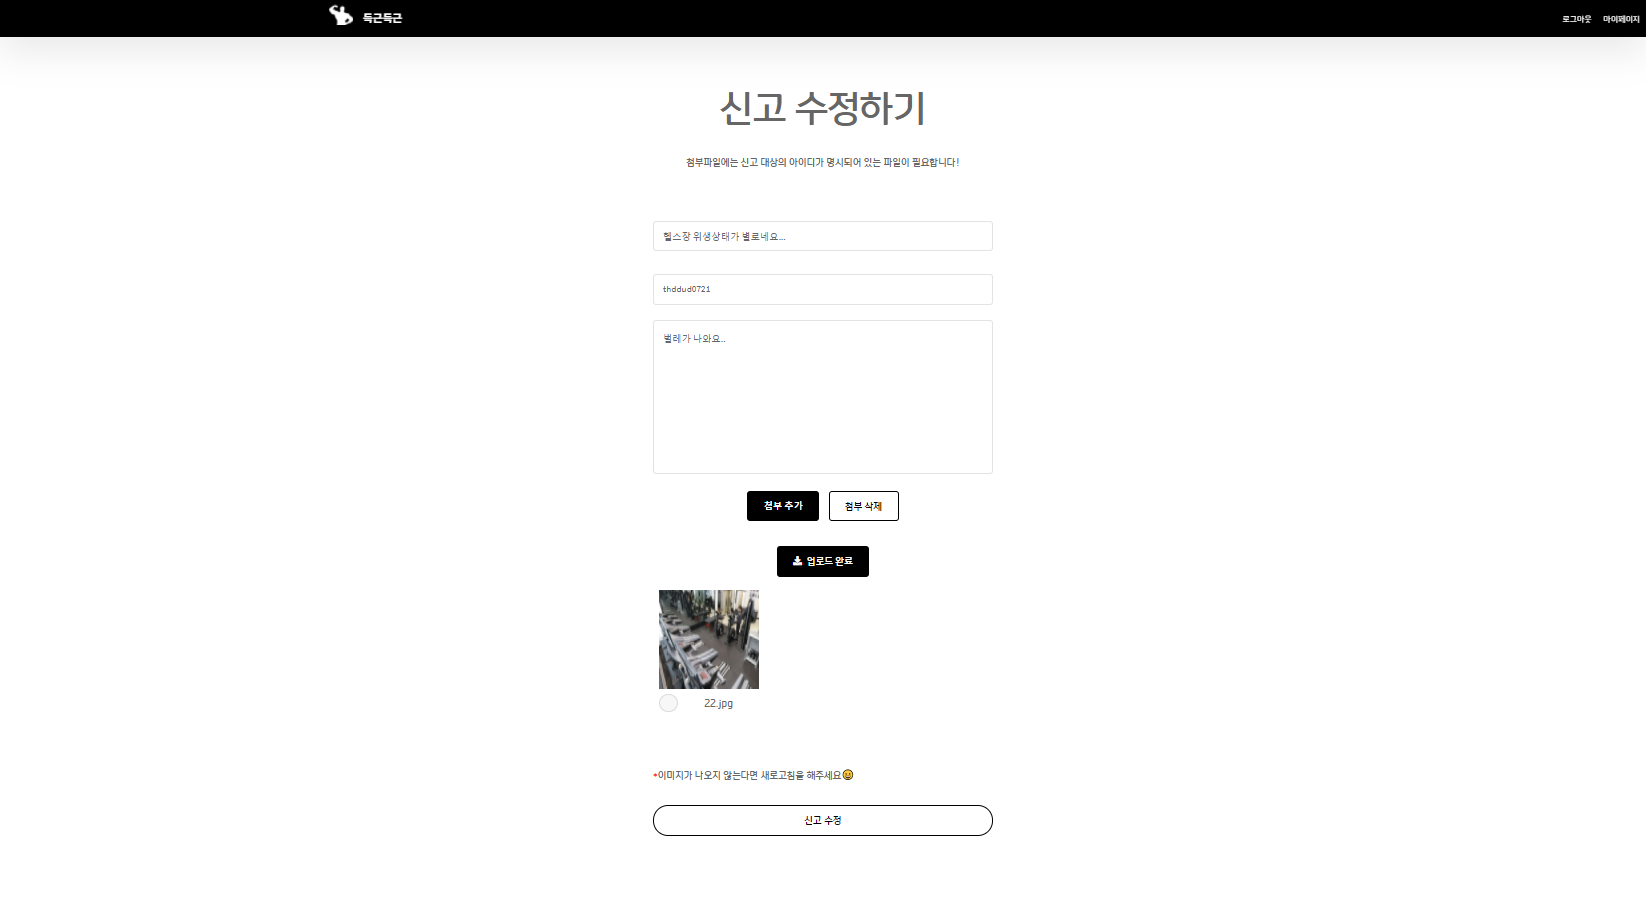 득근득근
로그아웃 마이페이지
신고 수정하기
첨부파일에는 신고 대상의 아이디가 명시되어 있는 파일이 필요합니다!
헬스장 위생상태가 별로네요...
thddud0721
벌레가 나와요..
첨부 추가 첨부 삭제
업로드 완료
22.jpg
*이미지가 나오지 않는다면 새로고침을 해주세요😀
신고 수정